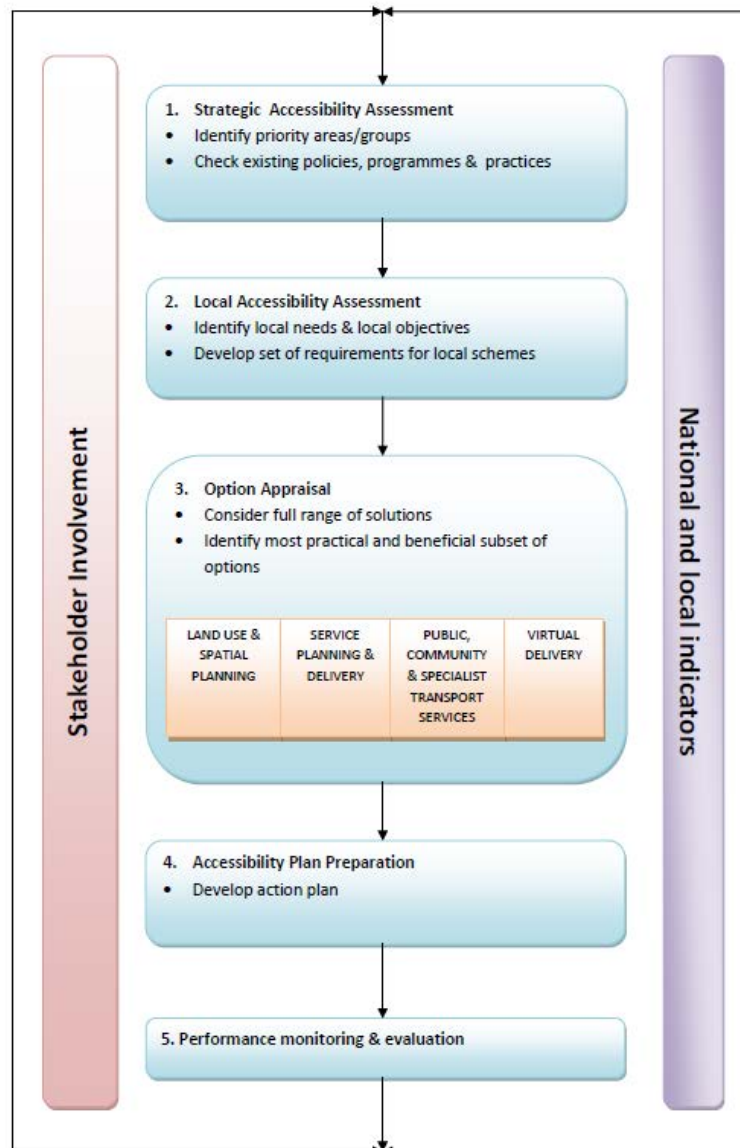 Stakeholder Involvement
1. Strategic Accessibility Assessment
• Identify priority areas/groups
• Check existing policies, programmes & practices
2. Local Accessibility Assessment
• Identify local needs & local objectives
• Develop set of requirements for local schemes
3. Option Appraisal
• Consider full range of solutions
• Identify most practical and beneficial subset of
options
LAND USE &
SPATIAL
PLANNING
SERVICE
PLANNING &
DELIVERY
PUBLIC,
COMMUNITY
& SPECIALIST
TRANSPORT
SERVICES
VIRTUAL
DELIVERY
4. Accessibility Plan Preparation
• Develop action plan
5. Performance monitoring & evaluation
National and local indicators